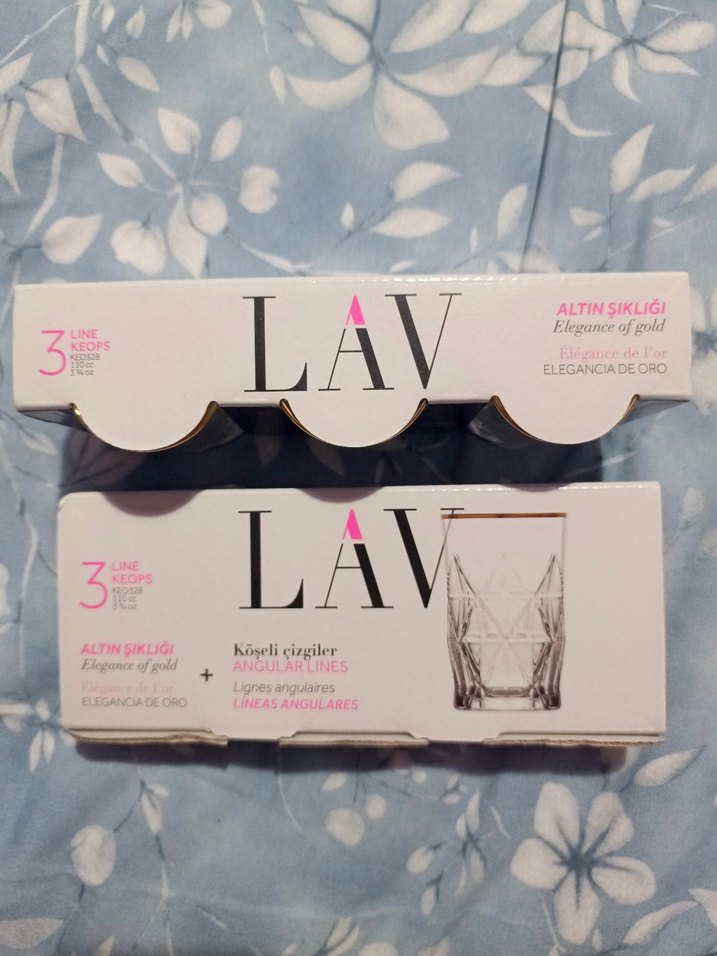 3 LINE
KEOPS
KEO328
110 cc
3 ¾ oz
LAV
ALTIN ŞIKLIĞI
Elegance of gold
Élégance de l'or
ELEGANCIA DE ORO
LAV
3 LINE
KEOPS
KEO328
110 cc
3 ¾ oz
ALTIN ŞIKLIĞI
Elegance of gold
Élégance de l'or
ELEGANCIA DE ORO
+
Köşeli çizgiler
ANGULAR LINES
Lignes angulaires
LÍNEAS ANGULARES